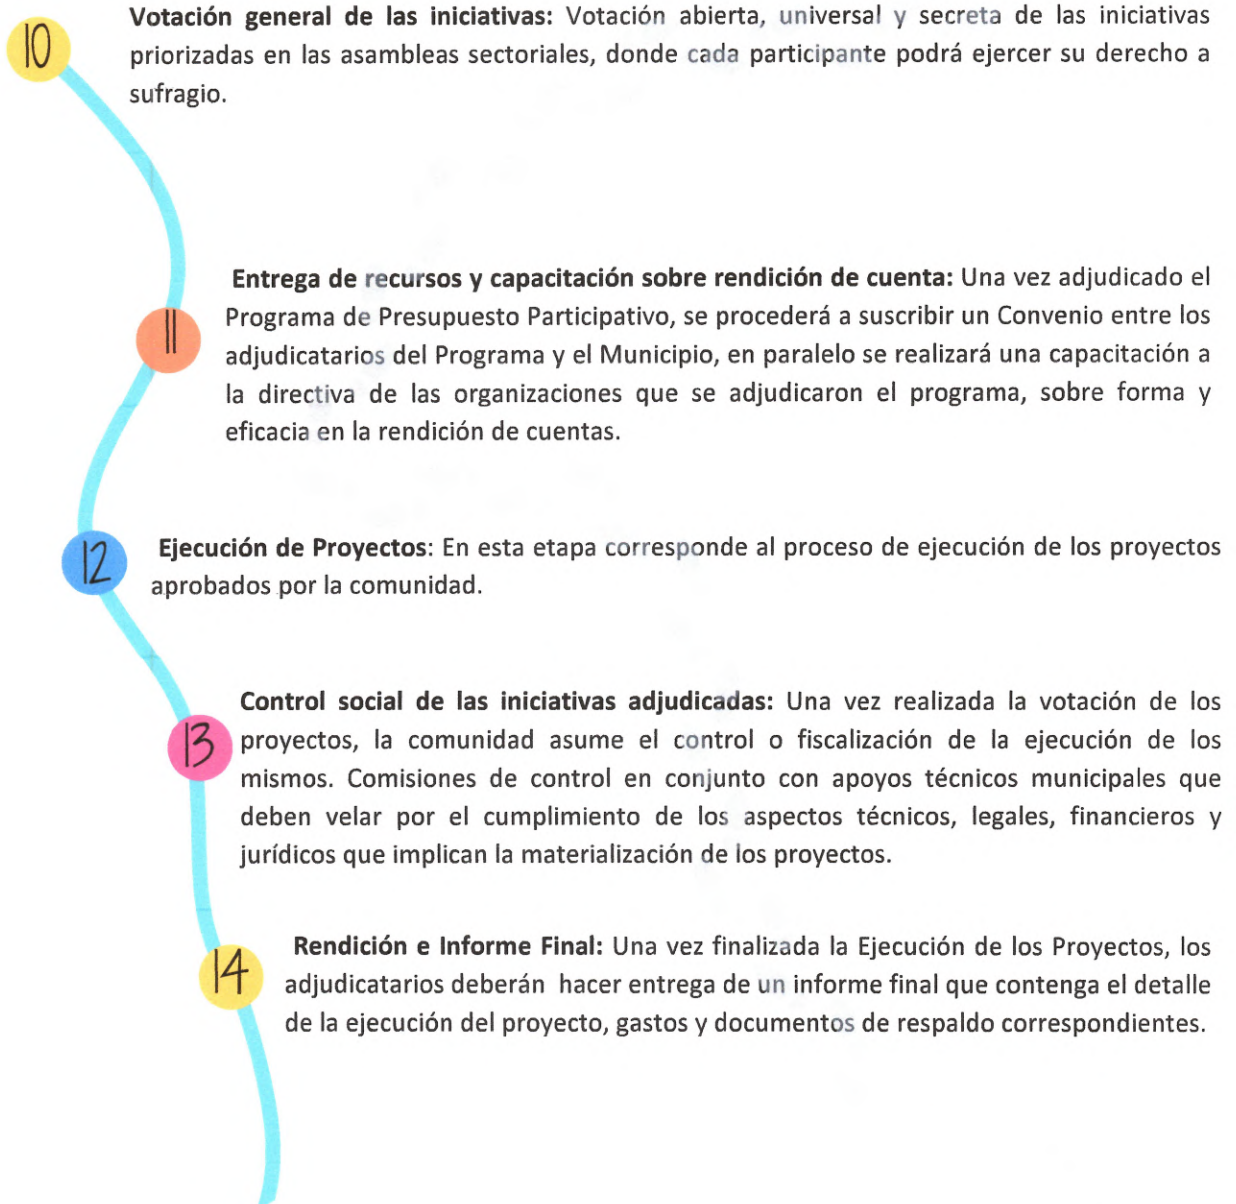 10
Votación general de las iniciativas: Votación abierta, universal y secreta de las iniciativas
priorizadas en las asambleas sectoriales, donde cada participante podrá ejercer su derecho a
sufragio.
Entrega de recursos y capacitación sobre rendición de cuenta: Una vez adjudicado el
11
Programa de Presupuesto Participativo, se procederá a suscribir un Convenio entre los
adjudicatarios del Programa y el Municipio, en paralelo se realizará una capacitación a
la directiva de las organizaciones que se adjudicaron el programa, sobre forma y
eficacia en la rendición de cuentas.
12
Ejecución de Proyectos: En esta etapa corresponde al proceso de ejecución de los proyectos
aprobados por la comunidad.
Control social de las iniciativas adjudicadas: Una vez realizada la votación de los
13
proyectos, la comunidad asume el control o fiscalización de la ejecución de los
mismos. Comisiones de control en conjunto con apoyos técnicos municipales que
deben velar por el cumplimiento de los aspectos técnicos, legales, financieros y
jurídicos que implican la materialización de los proyectos.
Rendición e Informe Final: Una vez finalizada la Ejecución de los Proyectos, los
14
adjudicatarios deberán hacer entrega de un informe final que contenga el detalle
de la ejecución del proyecto, gastos y documentos de respaldo correspondientes.